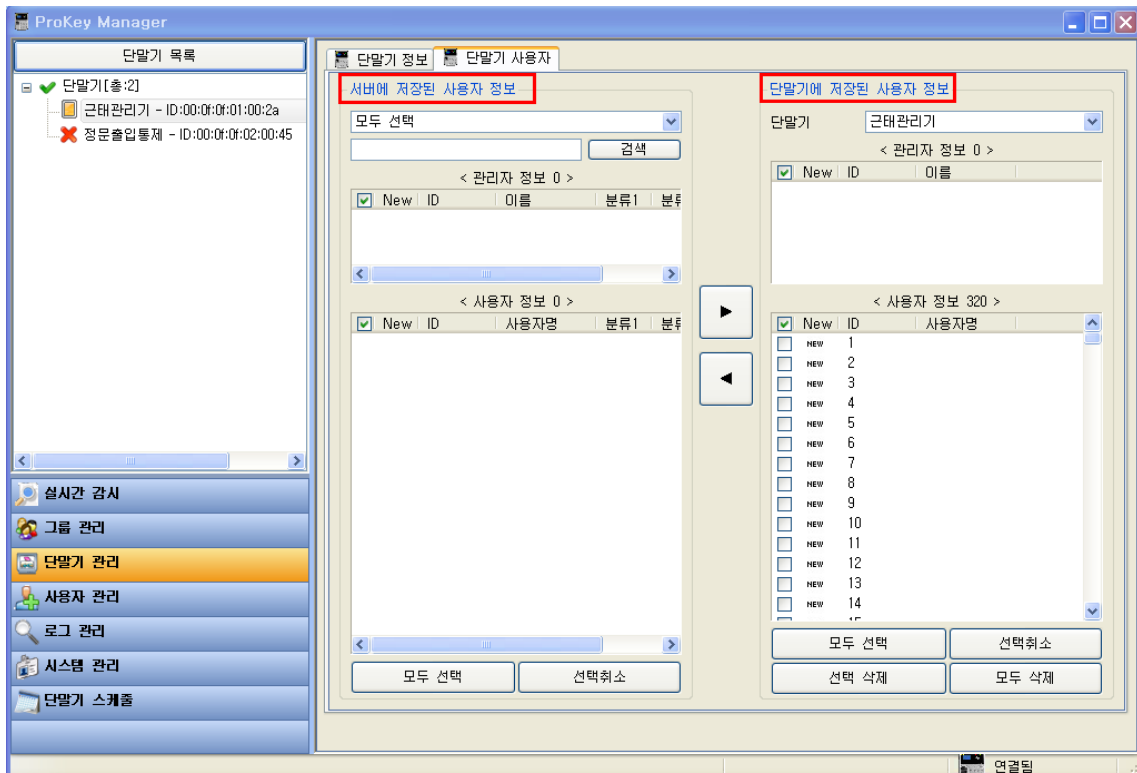 ProKey Manager
단말기 목록
단말기[총:2]
근태관리기 - ID:00:0f:0f:01:00:2a
정문출입통제 - ID:00:0f:0f:02:00:45
실시간 감시
그룹 관리
단말기 관리
사용자 관리
로그 관리
시스템 관리
단말기 스케줄
단말기 정보 단말기 사용자
서버에 저장된 사용자 정보
모두 선택
검색
< 관리자 정보 0 >
New ID 이름 분류1 분류
< 사용자 정보 0 >
New ID 사용자명 분류1 분류
모두 선택 선택취소
► 
◄
단말기에 저장된 사용자 정보
단말기 근태관리기
< 관리자 정보 0 >
New ID 이름
< 사용자 정보 320 >
New ID 사용자명
NEW 1
NEW 2
NEW 3
NEW 4
NEW 5
NEW 6
NEW 7
NEW 8
NEW 9
NEW 10
NEW 11
NEW 12
NEW 13
NEW 14
모두 선택 선택취소
선택 삭제 모두 삭제
연결됨